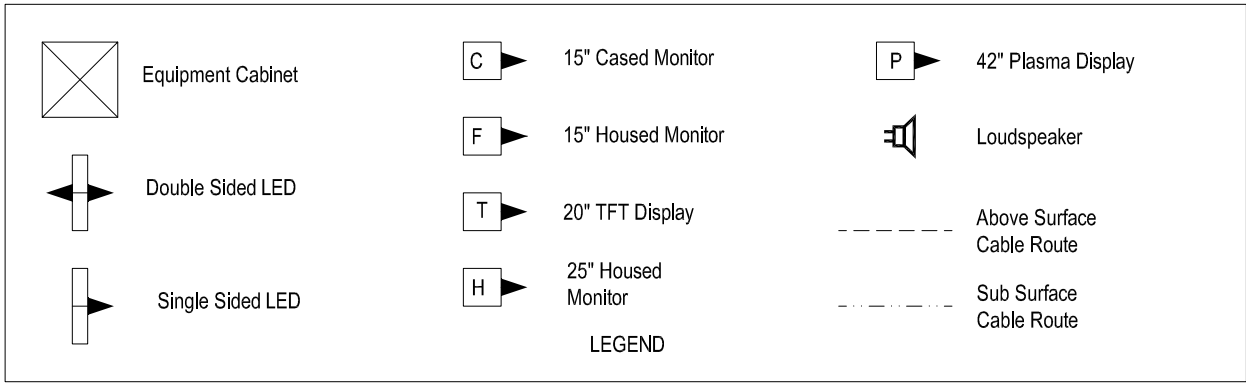 Equipment Cabinet
Double Sided LED
Single Sided LED
C
15" Cased Monitor
F
15" Housed Monitor
T
20" TFT Display
H
25" Housed
Monitor
LEGEND
P
42" Plasma Display
Loudspeaker
Above Surface
Cable Route
Sub Surface
Cable Route